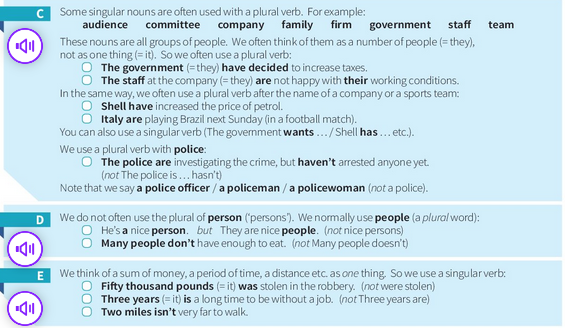 C
Some singular nouns are often used with a plural verb. For example:
audience committee company family firm government staff team
These nouns are all groups of people. We often think of them as a number of people (= they),
not as one thing (= it). So we often use a plural verb:
The government (= they) have decided to increase taxes.
The staff at the company (= they) are not happy with their working conditions.
In the same way, we often use a plural verb after the name of a company or a sports team:
Shell have increased the price of petrol.
Italy are playing Brazil next Sunday (in a football match).
You can also use a singular verb (The government wants … / Shell has … etc.).
We use a plural verb with police:
The police are investigating the crime, but haven't arrested anyone yet.
(not The police is … hasn't)
Note that we say a police officer / a policeman / a policewoman (not a police).
D
We do not often use the plural of person ('persons'). We normally use people (a plural word):
He's a nice person. but They are nice people. (not nice persons)
Many people don't have enough to eat. (not Many people doesn't)
E
We think of a sum of money, a period of time, a distance etc. as one thing. So we use a singular verb:
Fifty thousand pounds (= it) was stolen in the robbery. (not were stolen)
Three years (= it) is a long time to be without a job. (not Three years are)
Two miles isn't very far to walk.